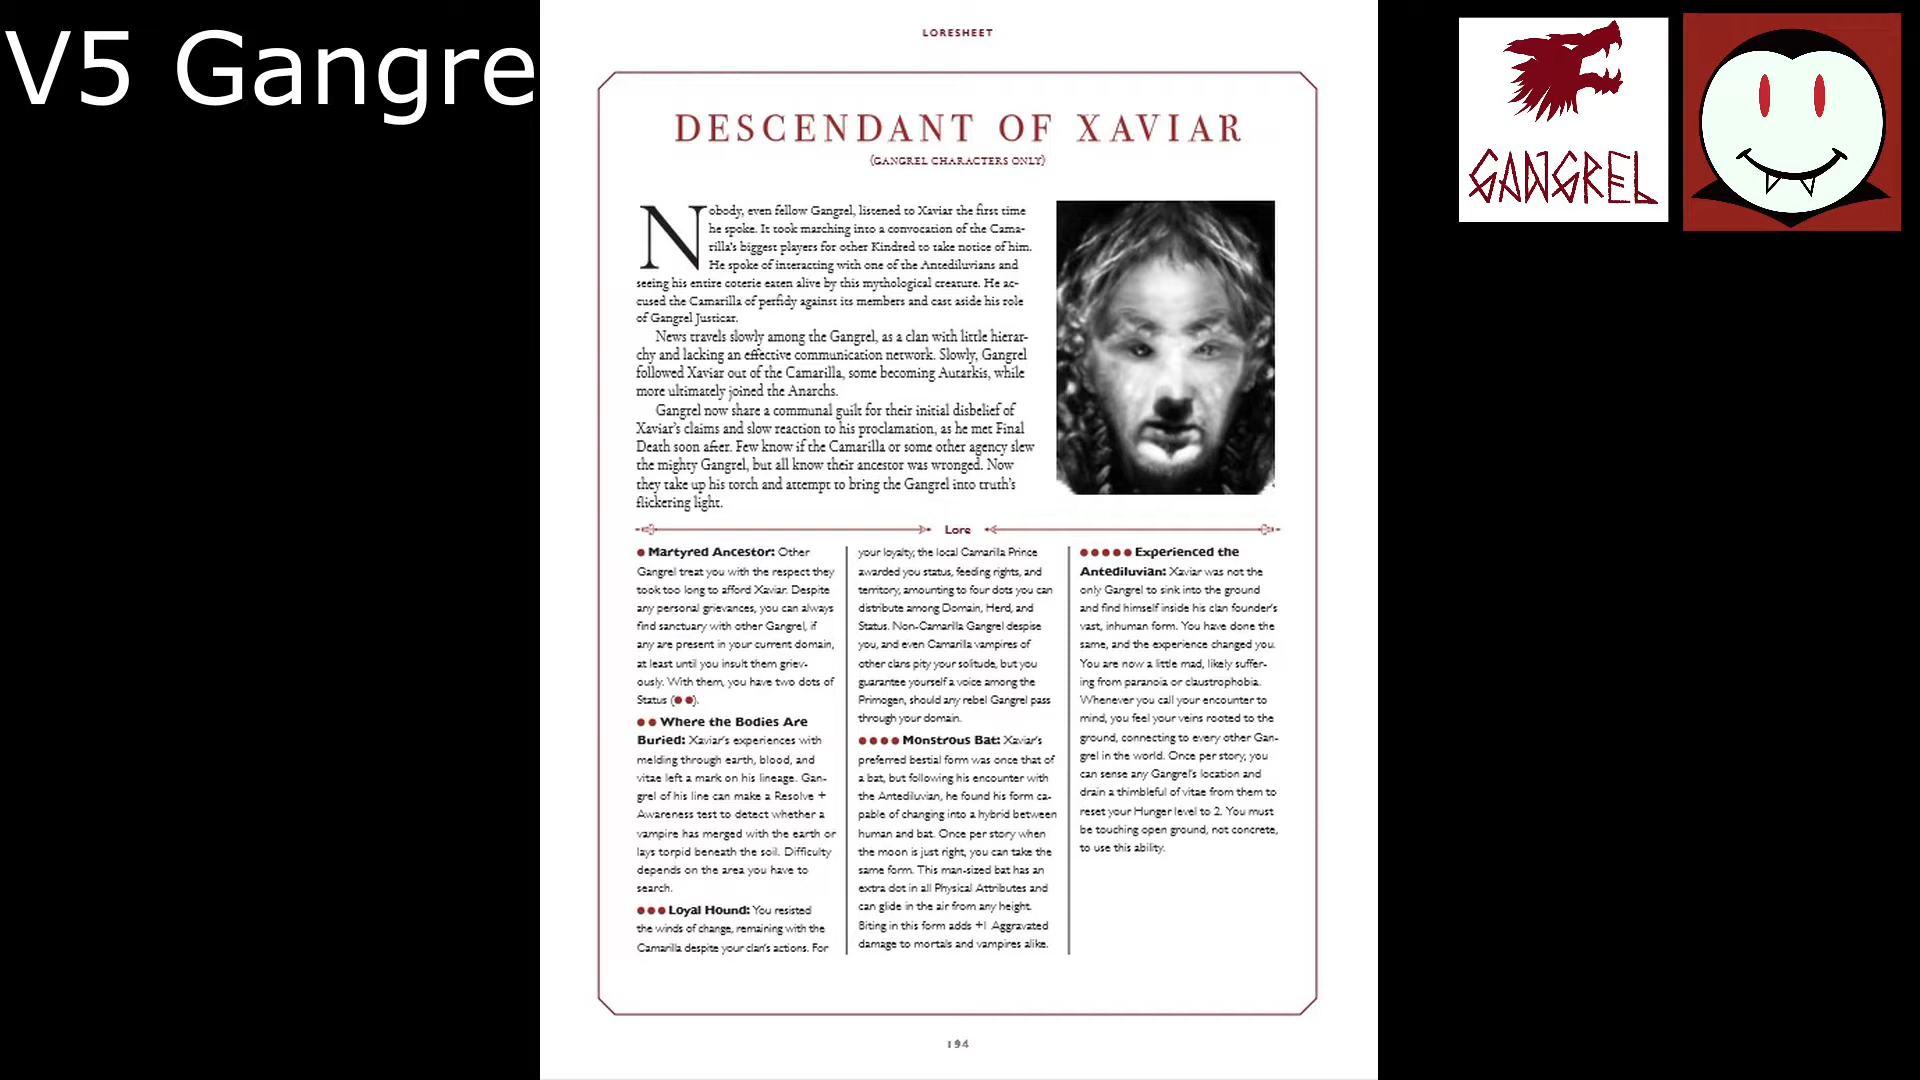 V5 Gangre
LORESHEET
DESCENDANT OF XAVIAR
(GANGREL CHARACTERS ONLY)
Nobody, even fellow Gangrel, listened to Xaviar the first time
he spoke. It took marching into a convocation of the Cama-
rilla's biggest players for other Kindred to take notice of him.
He spoke of interacting with one of the Antediluvians and
seeing his entire coterie eaten alive by this mythological creature. He ac-
cused the Camarilla of perfidy against its members and cast aside his role
of Gangrel Justicar.
News travels slowly among the Gangrel, as a clan with little hierar-
chy and lacking an effective communication network. Slowly, Gangrel
followed Xaviar out of the Camarilla, some becoming Autarkis, while
more ultimately joined the Anarchs.
Gangrel now share a communal guilt for their initial disbelief of
Xaviar's claims and slow reaction to his proclamation, as he met Final
Death soon after. Few know if the Camarilla or some other agency slew
the mighty Gangrel, but all know their ancestor was wronged. Now
they take up his torch and attempt to bring the Gangrel into truth's
flickering light.
Lore
● Martyred Ancestor: Other
Gangrel treat you with the respect they
took too long to afford Xaviar. Despite
any personal grievances, you can always
find sanctuary with other Gangrel, if
any are present in your current domain,
at least until you insult them griev-
ously. With them, you have two dots of
Status (●●).
●● Where the Bodies Are
Buried: Xaviar's experiences with
melding through earth, blood, and
vitae left a mark on his lineage. Gan-
grel of his line can make a Resolve +
Awareness test to detect whether a
vampire has merged with the earth or
lays torpid beneath the soil. Difficulty
depends on the area you have to
search.
●●● Loyal Hound: You resisted
the winds of change, remaining with the
Camarilla despite your clan's actions. For
your loyalty, the local Camarilla Prince
awarded you status, feeding rights, and
territory, amounting to four dots you can
distribute among Domain, Herd, and
Status. Non-Camarilla Gangrel despise
you, and even Camarilla vampires of
other clans pity your solitude, but you
guarantee yourself a voice among the
Primogen, should any rebel Gangrel pass
through your domain.
●●●● Monstrous Bat: Xaviar's
preferred bestial form was once that of
a bat, but following his encounter with
the Antediluvian, he found his form ca-
pable of changing into a hybrid between
human and bat. Once per story when
the moon is just right, you can take the
same form. This man-sized bat has an
extra dot in all Physical Attributes and
can glide in the air from any height.
Biting in this form adds +1 Aggravated
damage to mortals and vampires alike.
●●●●● Experienced the
Antediluvian: Xaviar was not the
only Gangrel to sink into the ground
and find himself inside his clan founder's
vast, inhuman form. You have done the
same, and the experience changed you.
You are now a little mad, likely suffer-
ing from paranoia or claustrophobia.
Whenever you call your encounter to
mind, you feel your veins rooted to the
ground, connecting to every other Gan-
grel in the world. Once per story, you
can sense any Gangrel's location and
drain a thimbleful of vitae from them to
reset your Hunger level to 2. You must
be touching open ground, not concrete,
to use this ability.
194
GANGREL